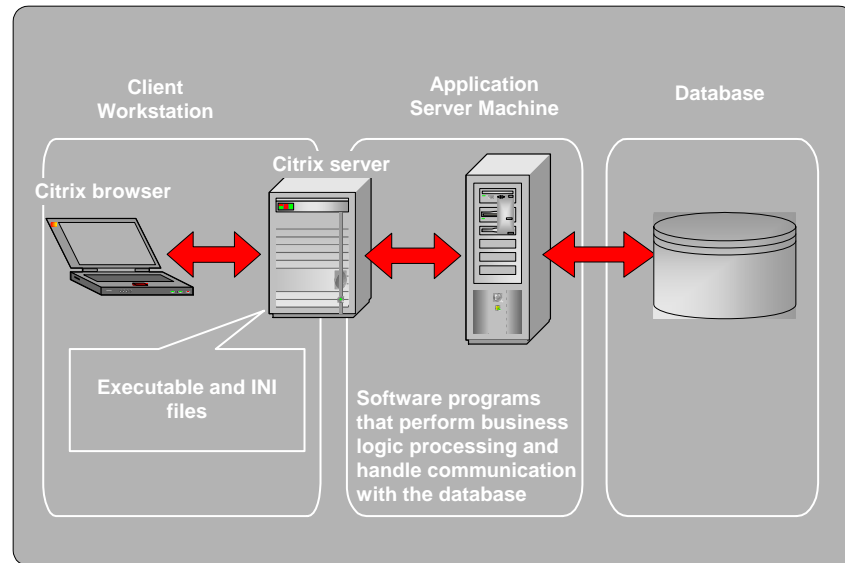 Client
Workstation
Application
Server Machine
Database
Citrix server
Citrix browser
Executable and INI
files
Software programs
that perform business
logic processing and
handle communication
with the database